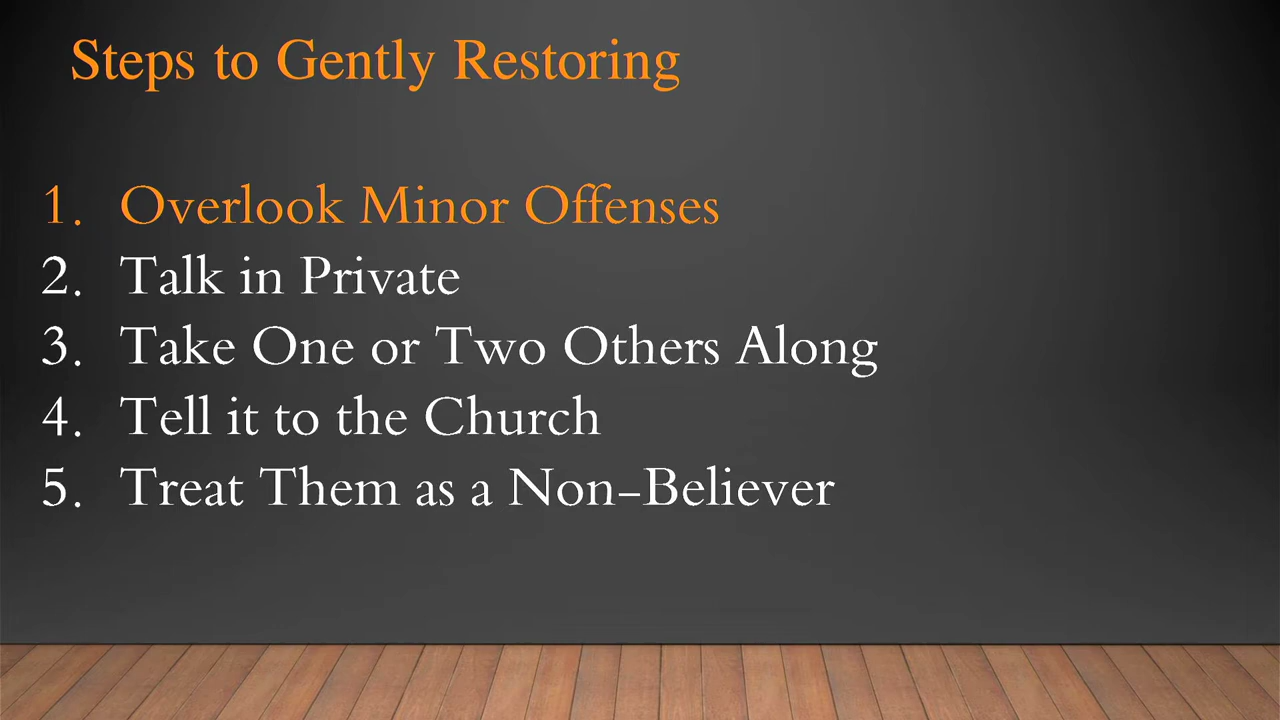 Steps to Gently Restoring
1. Overlook Minor Offenses
2. Talk in Private
3. Take One or Two Others Along
4. Tell it to the Church
5. Treat Them as a Non-Believer